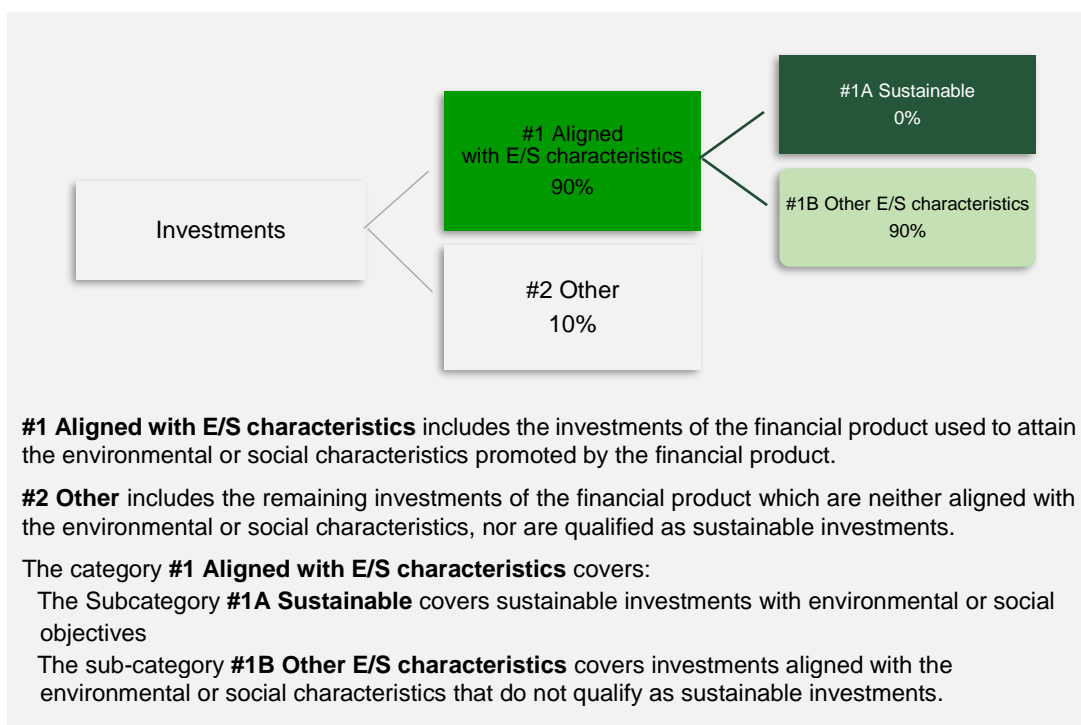 #1A Sustainable
0%
#1 Aligned
with E/S characteristics
90%
#1B Other E/S characteristics
90%
Investments
#2 Other
10%
#1 Aligned with E/S characteristics includes the investments of the financial product used to attain
the environmental or social characteristics promoted by the financial product.
#2 Other includes the remaining investments of the financial product which are neither aligned with
the environmental or social characteristics, nor are qualified as sustainable investments.
The category #1 Aligned with E/S characteristics covers:
The Subcategory #1A Sustainable covers sustainable investments with environmental or social
objectives
The sub-category #1B Other E/S characteristics covers investments aligned with the
environmental or social characteristics that do not qualify as sustainable investments.